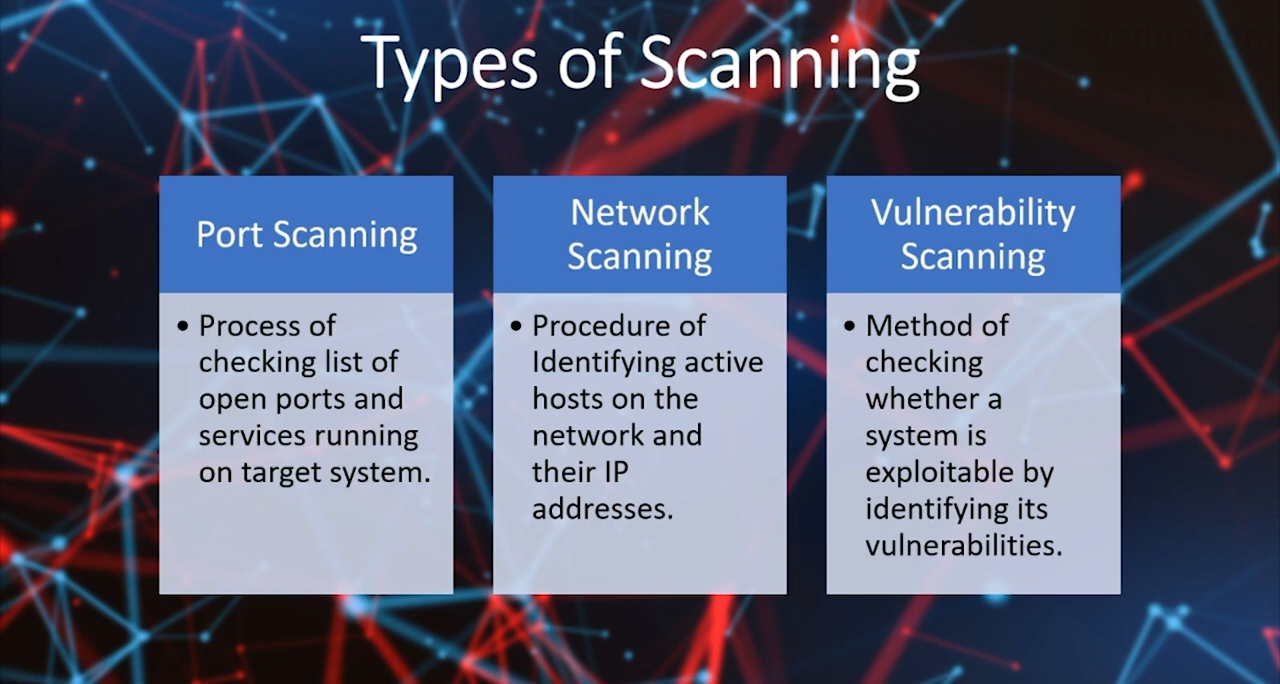 Types of Scanning
Port Scanning
• Process of
checking list of
open ports and
services running
on target system.
Network
Scanning
• Procedure of
Identifying active
hosts on the
network and
their IP
addresses.
Vulnerability
Scanning
• Method of
checking
whether a
system is
exploitable by
identifying its
vulnerabilities.